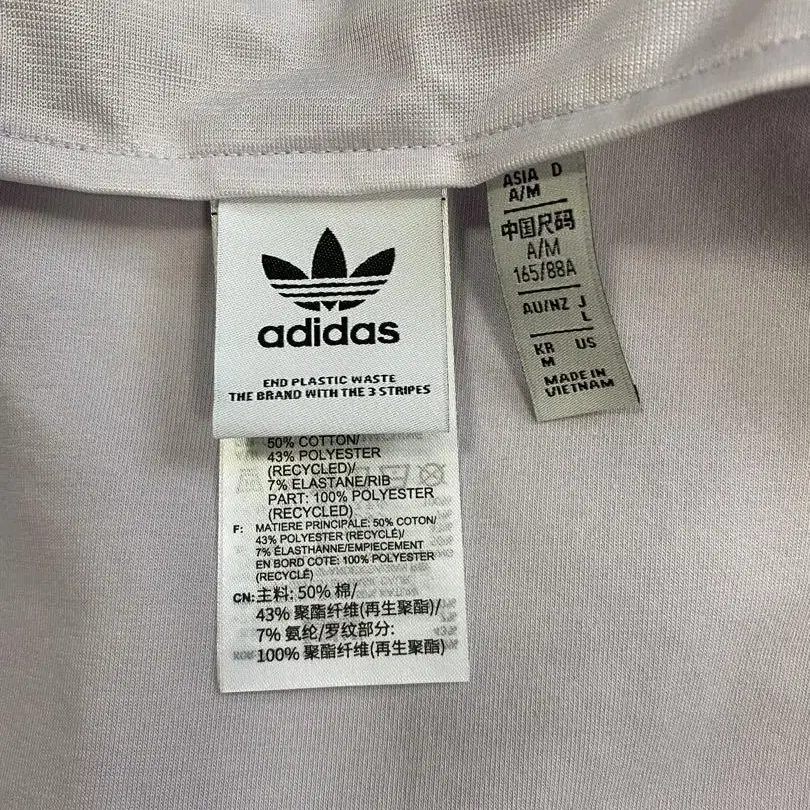 adidas
END PLASTIC WASTE
THE BRAND WITH THE 3 STRIPES
50% COTTON/
43% POLYESTER
(RECYCLED)/
7% ELASTANE/RIB
PART: 100% POLYESTER
(RECYCLED)
F: MATIERE PRINCIPALE: 50% COTON/
43% POLYESTER (RECYCLÉ)/
7% ÉLASTHANNE/EMPIECEMENT
EN BORD COTE: 100% POLYESTER
(RECYCLÉ)
CN: 主料: 50% 棉/
43% 聚酯纤维(再生聚酯)/
7% 氨纶/罗纹部分:
100% 聚酯纤维(再生聚酯)
ASIA D
A/M
中国尺码
A/M
165/88A
AU/NZ J
L
KR US
M
MADE IN
VIETNAM